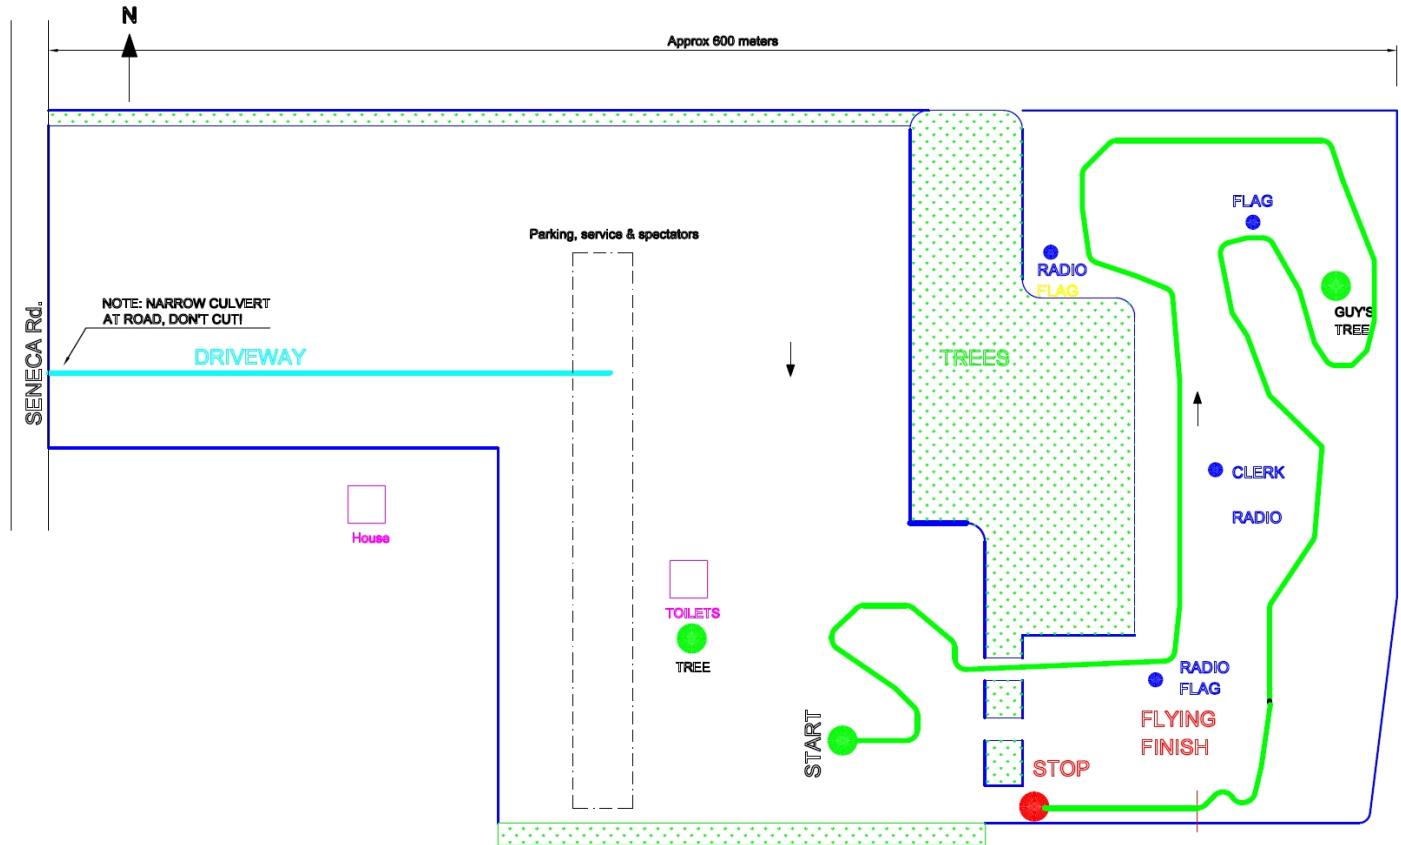 N
Approx 600 meters
FLAG
Parking, service & spectators
RADIO
FLAG
NOTE: NARROW CULVERT
AT ROAD, DON'T CUT!
GUY'S
TREE
SENECA Rd.
DRIVEWAY
TREES
CLERK
RADIO
House
TOILETS
TREE
RADIO
FLAG
START
FLYING
FINISH
STOP